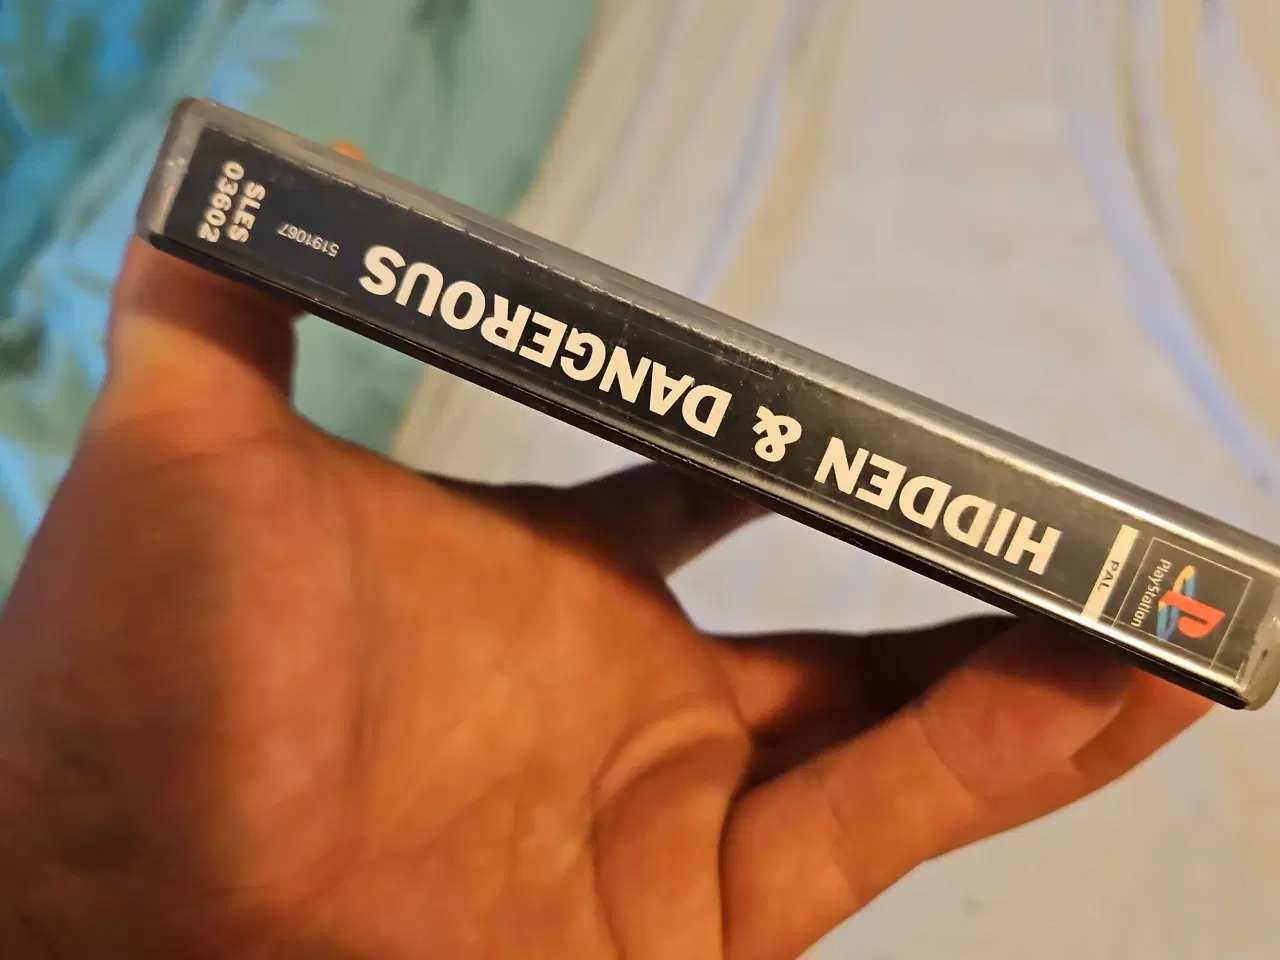 PlayStation
PAL
HIDDEN & DANGEROUS
5191067
SLES
03602